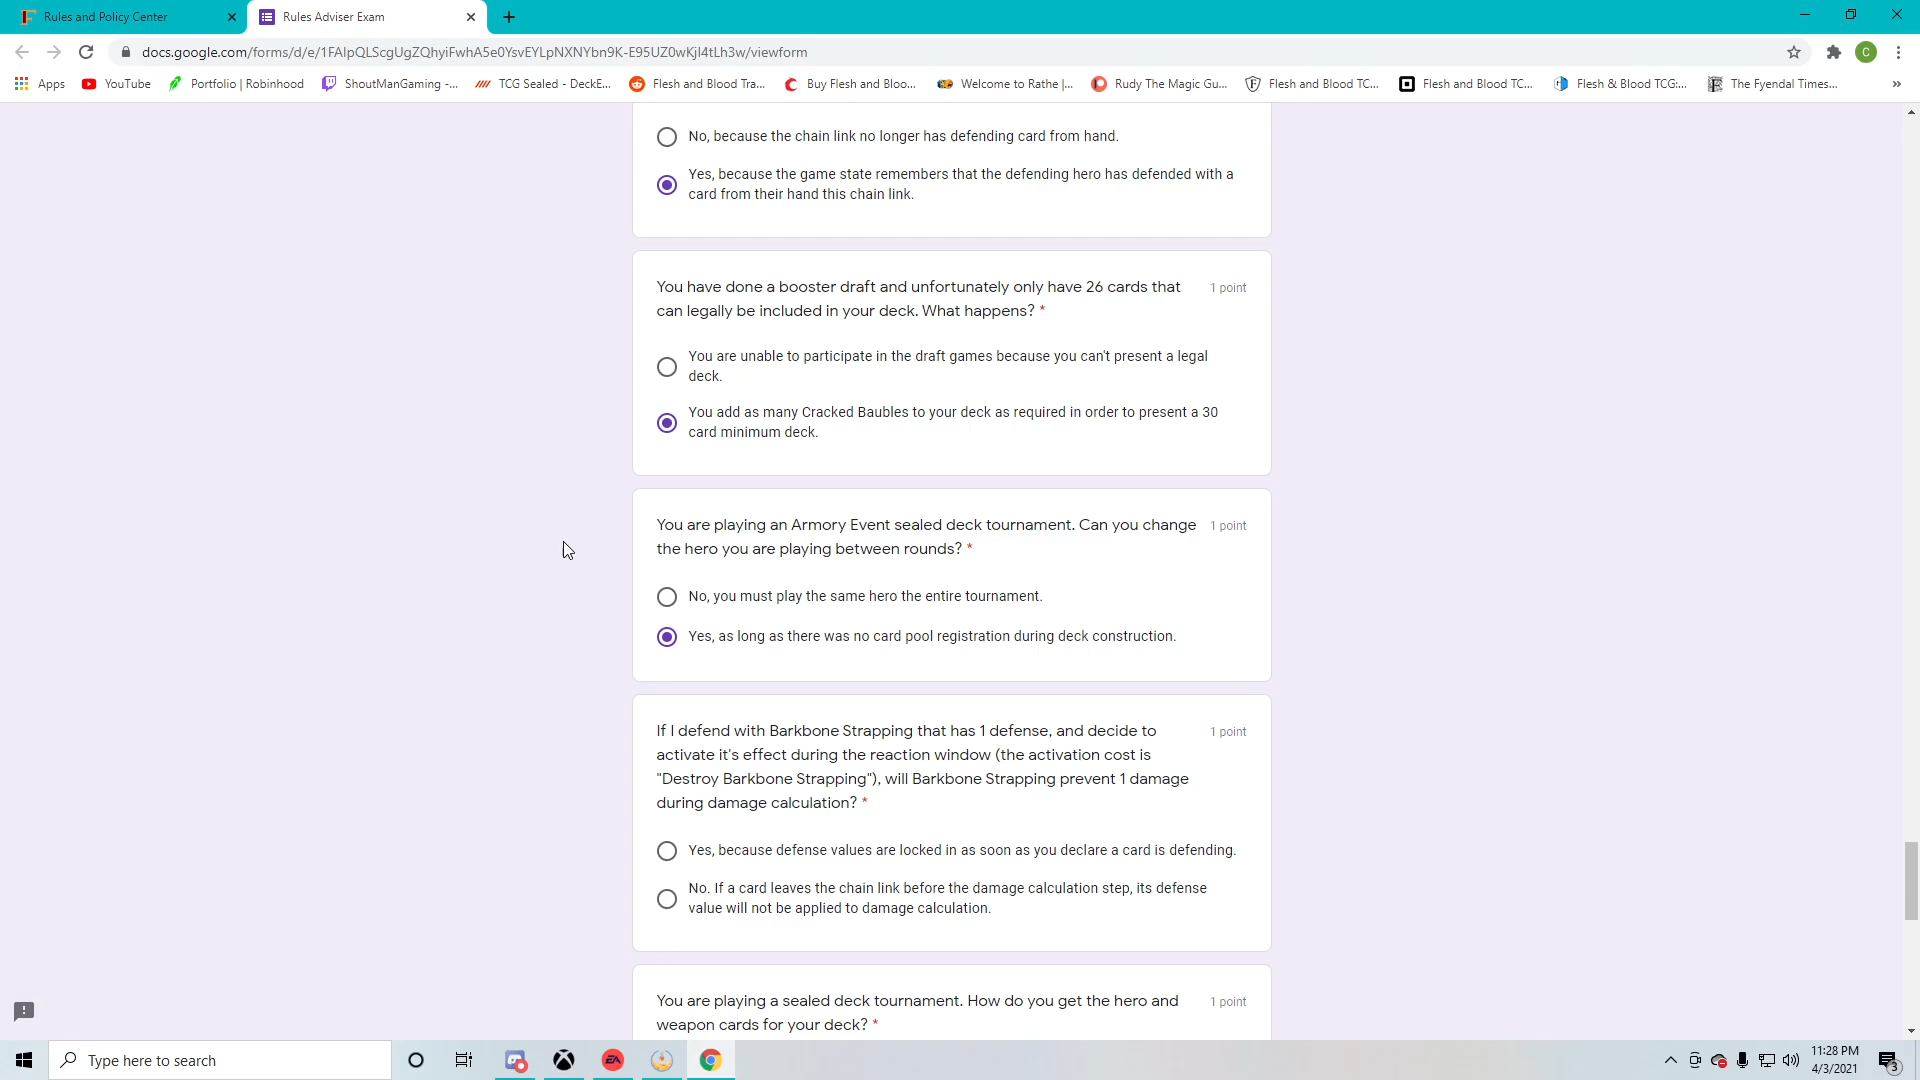 Rules and Policy Center
Rules Adviser Exam
docs.google.com/forms/d/e/1FAIpQLScgUgZQhyiFwhA5e0YsvEYLpNXNYbn9K-E95UZ0wKjI4tLh3w/viewform
C
Apps
YouTube
Portfolio | Robinhood
ShoutManGaming -...
TCG Sealed - DeckE...
Flesh and Blood Tra...
Buy Flesh and Bloo...
Welcome to Rathe |...
Rudy The Magic Gu...
Flesh and Blood TC...
Flesh and Blood TC...
Flesh & Blood TCG:...
The Fyendal Times...
»
No, because the chain link no longer has defending card from hand.
Yes, because the game state remembers that the defending hero has defended with a
card from their hand this chain link.
You have done a booster draft and unfortunately only have 26 cards that
1 point
can legally be included in your deck. What happens? *
You are unable to participate in the draft games because you can't present a legal
deck.
You add as many Cracked Baubles to your deck as required in order to present a 30
card minimum deck.
You are playing an Armory Event sealed deck tournament. Can you change
1 point
the hero you are playing between rounds? *
No, you must play the same hero the entire tournament.
Yes, as long as there was no card pool registration during deck construction.
If I defend with Barkbone Strapping that has 1 defense, and decide to
1 point
activate it's effect during the reaction window (the activation cost is
"Destroy Barkbone Strapping"), will Barkbone Strapping prevent 1 damage
during damage calculation? *
Yes, because defense values are locked in as soon as you declare a card is defending.
No. If a card leaves the chain link before the damage calculation step, its defense
value will not be applied to damage calculation.
You are playing a sealed deck tournament. How do you get the hero and
1 point
weapon cards for your deck? *
Type here to search
EA
11:28 PM
4/3/2021
3